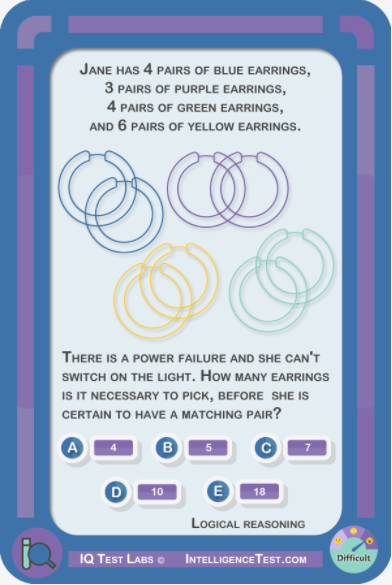 Jane has 4 pairs of blue earrings,
3 pairs of purple earrings,
4 pairs of green earrings,
and 6 pairs of yellow earrings.
There is a power failure and she can't
switch on the light. How many earrings
is it necessary to pick, before she is
certain to have a matching pair?
A 4 B 5 C 7
D 10 E 18
Logical reasoning
IQ Test Labs © IntelligenceTest.com
Difficult